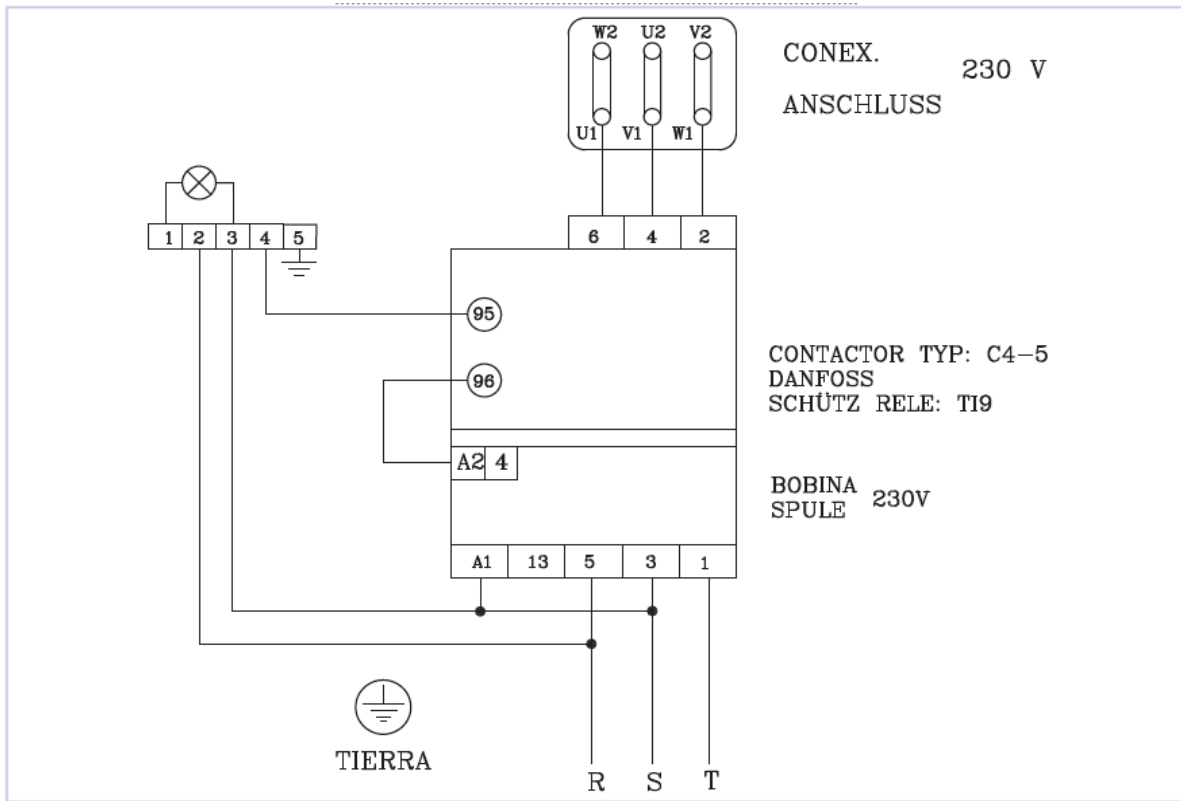 W2 U2 V2
CONEX. 230 V
ANSCHLUSS
U1 V1 W1
1 2 3 4 5
6 4 2
95
96
CONTACTOR TYP: C4-5
DANFOSS
SCHÜTZ RELE: TI9
A2 4
BOBINA
SPULE 230V
A1 13 5 3 1
TIERRA
R S T